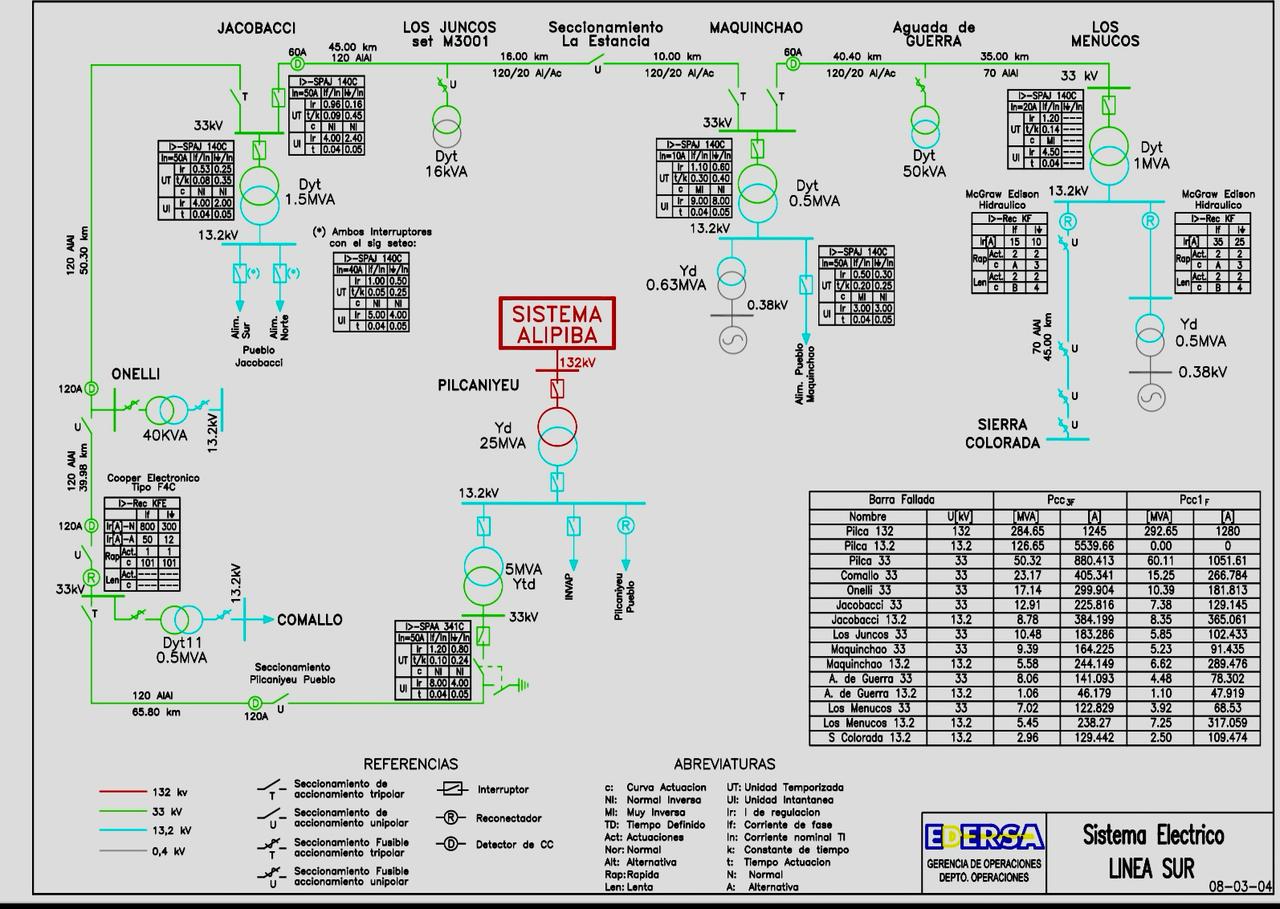 JACOBACCI
LOS JUNCOS
set M3001
Seccionamiento
La Estancia
MAQUINCHAO
Aguada de
GUERRA
LOS
MENUCOS
60A
D
45.00 km
120 AlAl
16.00 km
120/20 Al/Ac
U
10.00 km
120/20 Al/Ac
60A
D
40.40 km
120/20 Al/Ac
35.00 km
70 AlAl
33 kV
T
I>-SPAJ 140C
In=50A If/In I⏚/In
UT Ir 0.96 0.16
t/k 0.09 0.45
c NI NI
UI Ir 4.00 2.40
t 0.04 0.05
33kV
I>-SPAJ 140C
In=50A If/In I⏚/In
UT Ir 0.53 0.25
t/k 0.08 0.35
c NI NI
UI Ir 4.00 2.00
t 0.04 0.05
Dyt
1.5MVA
13.2kV
(*)
(*)
Alim. Sur
Alim. Norte
Pueblo
Jacobacci
(*) Ambos Interruptores
con el sig seteo:
I>-SPAJ 140C
In=40A If/In I⏚/In
UT Ir 1.00 0.50
t/k 0.05 0.25
c NI NI
UI Ir 5.00 4.00
t 0.04 0.05
U
Dyt
16kVA
T
T
33kV
I>-SPAJ 140C
In=10A If/In I⏚/In
UT Ir 1.10 0.60
t/k 0.30 0.40
c MI NI
UI Ir 9.00 8.00
t 0.04 0.05
Dyt
0.5MVA
13.2kV
Yd
0.63MVA
0.38kV
I>-SPAJ 140C
In=50A If/In I⏚/In
UT Ir 0.50 0.30
t/k 0.20 0.25
c MI NI
UI Ir 3.00 3.00
t 0.04 0.05
Alim. Pueblo
Maquinchao
U
Dyt
50kVA
I>-SPAJ 140C
In=20A If/In I⏚/In
UT Ir 1.20 ---
t/k 0.14 ---
c MI ---
UI Ir 4.50 ---
t 0.04 ---
Dyt
1MVA
13.2kV
McGraw Edison
Hidraulico
I>-Rec KF
If I⏚
Ir[A] 15 10
Rap Act. 2 2
c A 3
Len Act. 2 2
c B 4
R
U
R
McGraw Edison
Hidraulico
I>-Rec KF
If I⏚
Ir[A] 35 25
Rap Act. 2 2
c A 3
Len Act. 2 2
c B 4
70 AlAl
45.00 km
U
U
U
SIERRA
COLORADA
Yd
0.5MVA
0.38kV
120 AlAl
50.30 km
120A
D
ONELLI
40KVA
13.2kV
U
120 AlAl
39.98 km
Cooper Electronico
Tipo F4C
I>-Rec KFE
If I⏚
Ir[A]-N 800 300
Ir[A]-A 50 12
Rap Act. 1 1
c 101 101
Len Act. --- ---
c --- ---
120A
D
U
R
33kV
T
Dyt11
0.5MVA
13.2kV
COMALLO
120 AlAl
65.80 km
Seccionamiento
Pilcaniyeu Pueblo
D
120A
U
SISTEMA
ALIPIBA
132kV
PILCANIYEU
Yd
25MVA
13.2kV
5MVA
Ytd
INVAP
R
Pilcaniyeu
Pueblo
33kV
I>-SPAA 341C
In=50A If/In I⏚/In
UT Ir 1.20 0.80
t/k 0.10 0.24
c NI NI
UI Ir 8.00 4.00
t 0.04 0.05
Barra Fallada Pcc3F Pcc1F
Nombre U[kV] [MVA] [A] [MVA] [A]
Pilca 132 132 284.65 1245 292.65 1280
Pilca 13.2 13.2 126.65 5539.66 0.00 0
Pilca 33 33 50.32 880.413 60.11 1051.61
Comallo 33 33 23.17 405.341 15.25 266.784
Onelli 33 33 17.14 299.904 10.39 181.813
Jacobacci 33 33 12.91 225.816 7.38 129.145
Jacobacci 13.2 13.2 8.78 384.199 8.35 365.061
Los Juncos 33 33 10.48 183.286 5.85 102.433
Maquinchao 33 33 9.39 164.225 5.23 91.435
Maquinchao 13.2 13.2 5.58 244.149 6.62 289.476
A. de Guerra 33 33 8.06 141.093 4.48 78.302
A. de Guerra 13.2 13.2 1.06 46.179 1.10 47.919
Los Menucos 33 33 7.02 122.829 3.92 68.53
Los Menucos 13.2 13.2 5.45 238.27 7.25 317.059
S Colorada 13.2 13.2 2.96 129.442 2.50 109.474
REFERENCIAS
132 kv
33 kV
13,2 kV
0,4 kV
T
Seccionamiento de
accionamiento tripolar
U
Seccionamiento de
accionamiento unipolar
T
Seccionamiento Fusible
accionamiento tripolar
U
Seccionamiento Fusible
accionamiento unipolar
Interruptor
R
Reconectador
D
Detector de CC
ABREVIATURAS
c: Curva Actuacion
NI: Normal Inversa
MI: Muy Inversa
TD: Tiempo Definido
Act: Actuaciones
Nor: Normal
Alt: Alternativa
Rap: Rapida
Len: Lenta
UT: Unidad Temporizada
UI: Unidad Intantanea
Ir: I de regulacion
If: Corriente de fase
In: Corriente nominal TI
k: Constante de tiempo
t: Tiempo Actuacion
N: Normal
A: Alternativa
EDERSA
GERENCIA DE OPERACIONES
DEPTO. OPERACIONES
Sistema Electrico
LINEA SUR
08-03-04